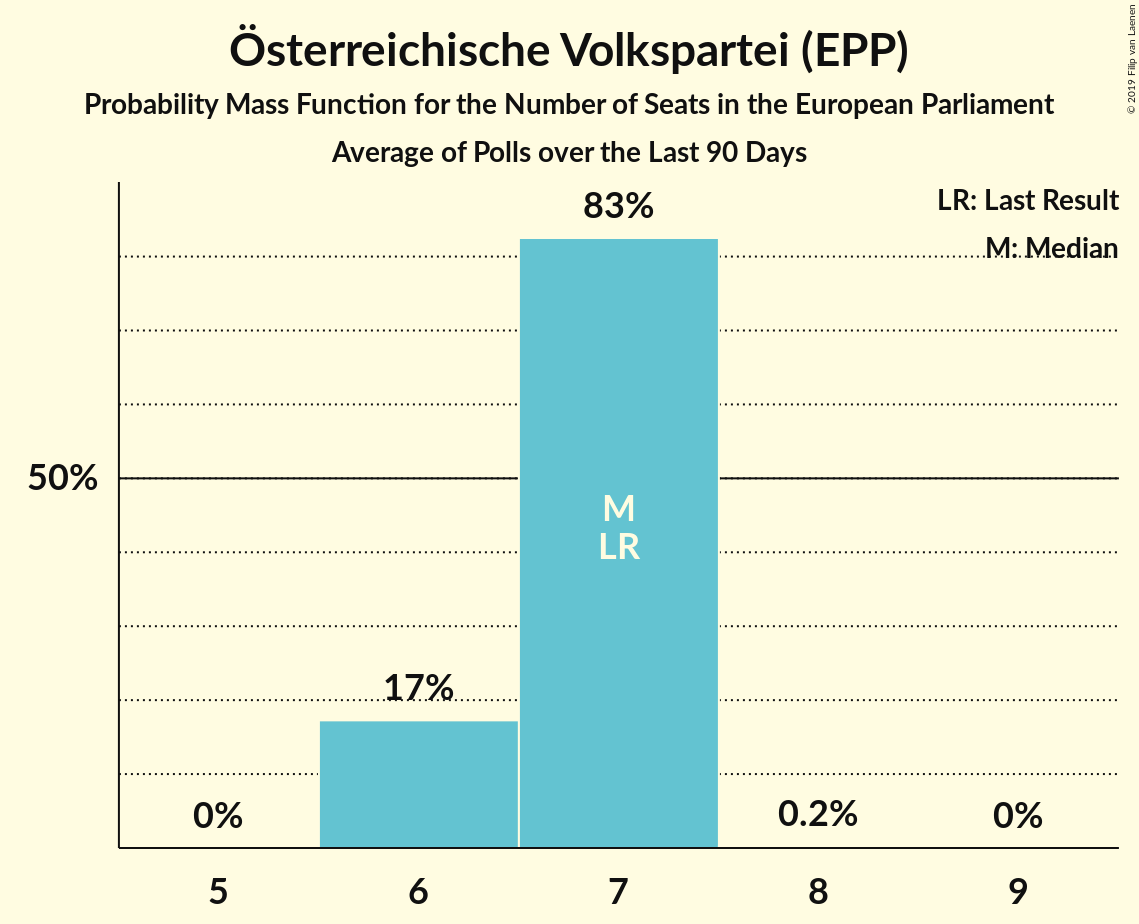 Österreichische Volkspartei (EPP)
Probability Mass Function for the Number of Seats in the European Parliament
Average of Polls over the Last 90 Days
© 2019 Filip van Laenen
LR: Last Result
M: Median
83%
50%
M
LR
17%
0%
0.2%
0%
5
6
7
8
9